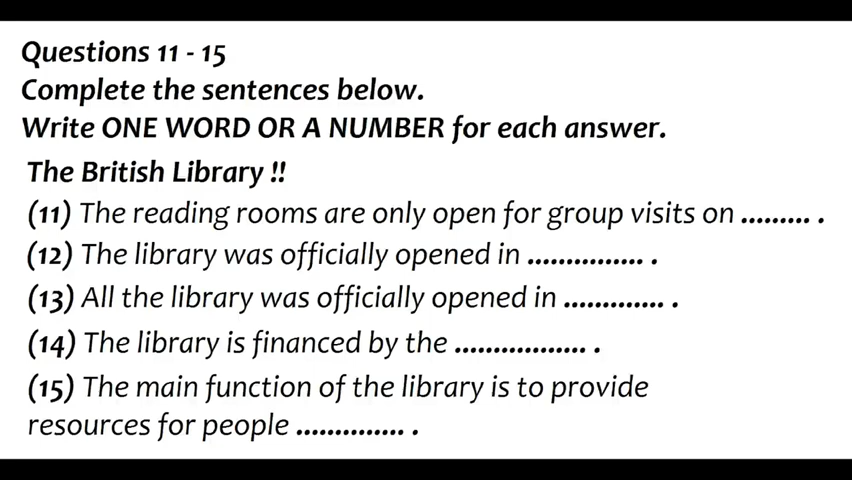 Questions 11 - 15
Complete the sentences below.
Write ONE WORD OR A NUMBER for each answer.
The British Library !!
(11) The reading rooms are only open for group visits on ......... .
(12) The library was officially opened in ............... .
(13) All the library was officially opened in ............. .
(14) The library is financed by the ................. .
(15) The main function of the library is to provide
resources for people .............. .